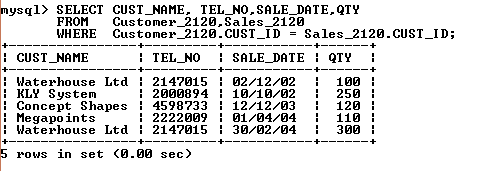 mysql> SELECT CUST_NAME, TEL_NO,SALE_DATE,QTY
FROM Customer_2120,Sales_2120
WHERE Customer_2120.CUST_ID = Sales_2120.CUST_ID;
+----------------+---------+-----------+------+
| CUST_NAME | TEL_NO | SALE_DATE | QTY |
+----------------+---------+-----------+------+
| Waterhouse Ltd | 2147015 | 02/12/02 | 100 |
| KLY System | 2000894 | 10/10/02 | 250 |
| Concept Shapes | 4598733 | 12/12/03 | 120 |
| Megapoints | 2222009 | 01/04/04 | 110 |
| Waterhouse Ltd | 2147015 | 30/02/04 | 300 |
+----------------+---------+-----------+------+
5 rows in set (0.00 sec)